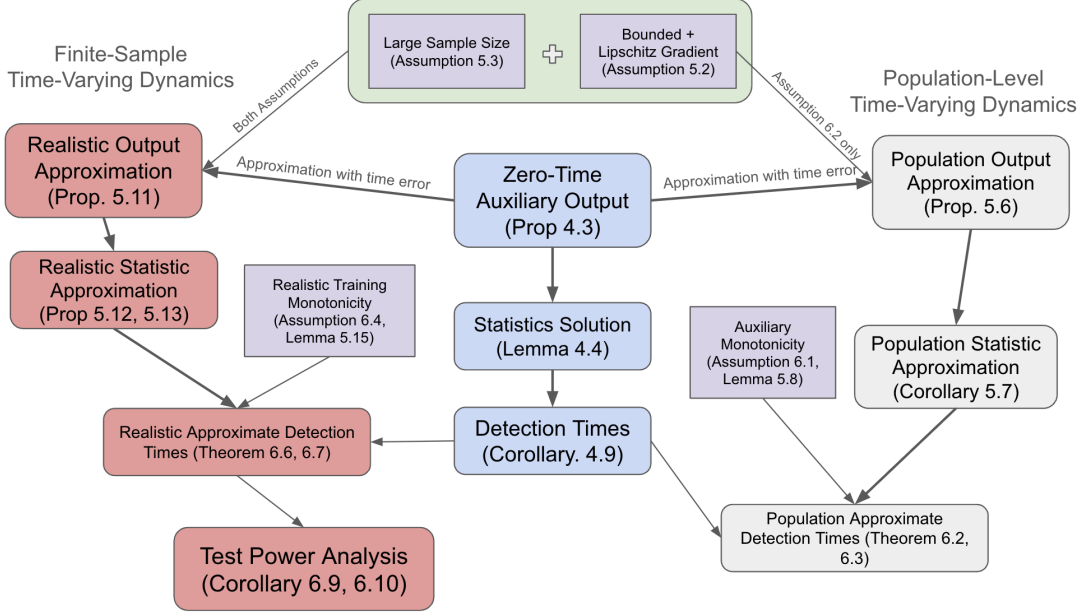 Finite-Sample
Time-Varying Dynamics
Large Sample Size
(Assumption 5.3)
Bounded +
Lipschitz Gradient
(Assumption 5.2)
Population-Level
Time-Varying Dynamics
Both Assumptions
Assumption 6.2 only
Realistic Output
Approximation
(Prop. 5.11)
Approximation with time error
Zero-Time
Auxiliary Output
(Prop 4.3)
Approximation with time error
Population Output
Approximation
(Prop. 5.6)
Realistic Statistic
Approximation
(Prop 5.12, 5.13)
Realistic Training
Monotonicity
(Assumption 6.4,
Lemma 5.15)
Statistics Solution
(Lemma 4.4)
Auxiliary
Monotonicity
(Assumption 6.1,
Lemma 5.8)
Population Statistic
Approximation
(Corollary 5.7)
Realistic Approximate Detection
Times (Theorem 6.6, 6.7)
Detection Times
(Corollary. 4.9)
Population Approximate
Detection Times (Theorem 6.2,
6.3)
Test Power Analysis
(Corollary 6.9, 6.10)